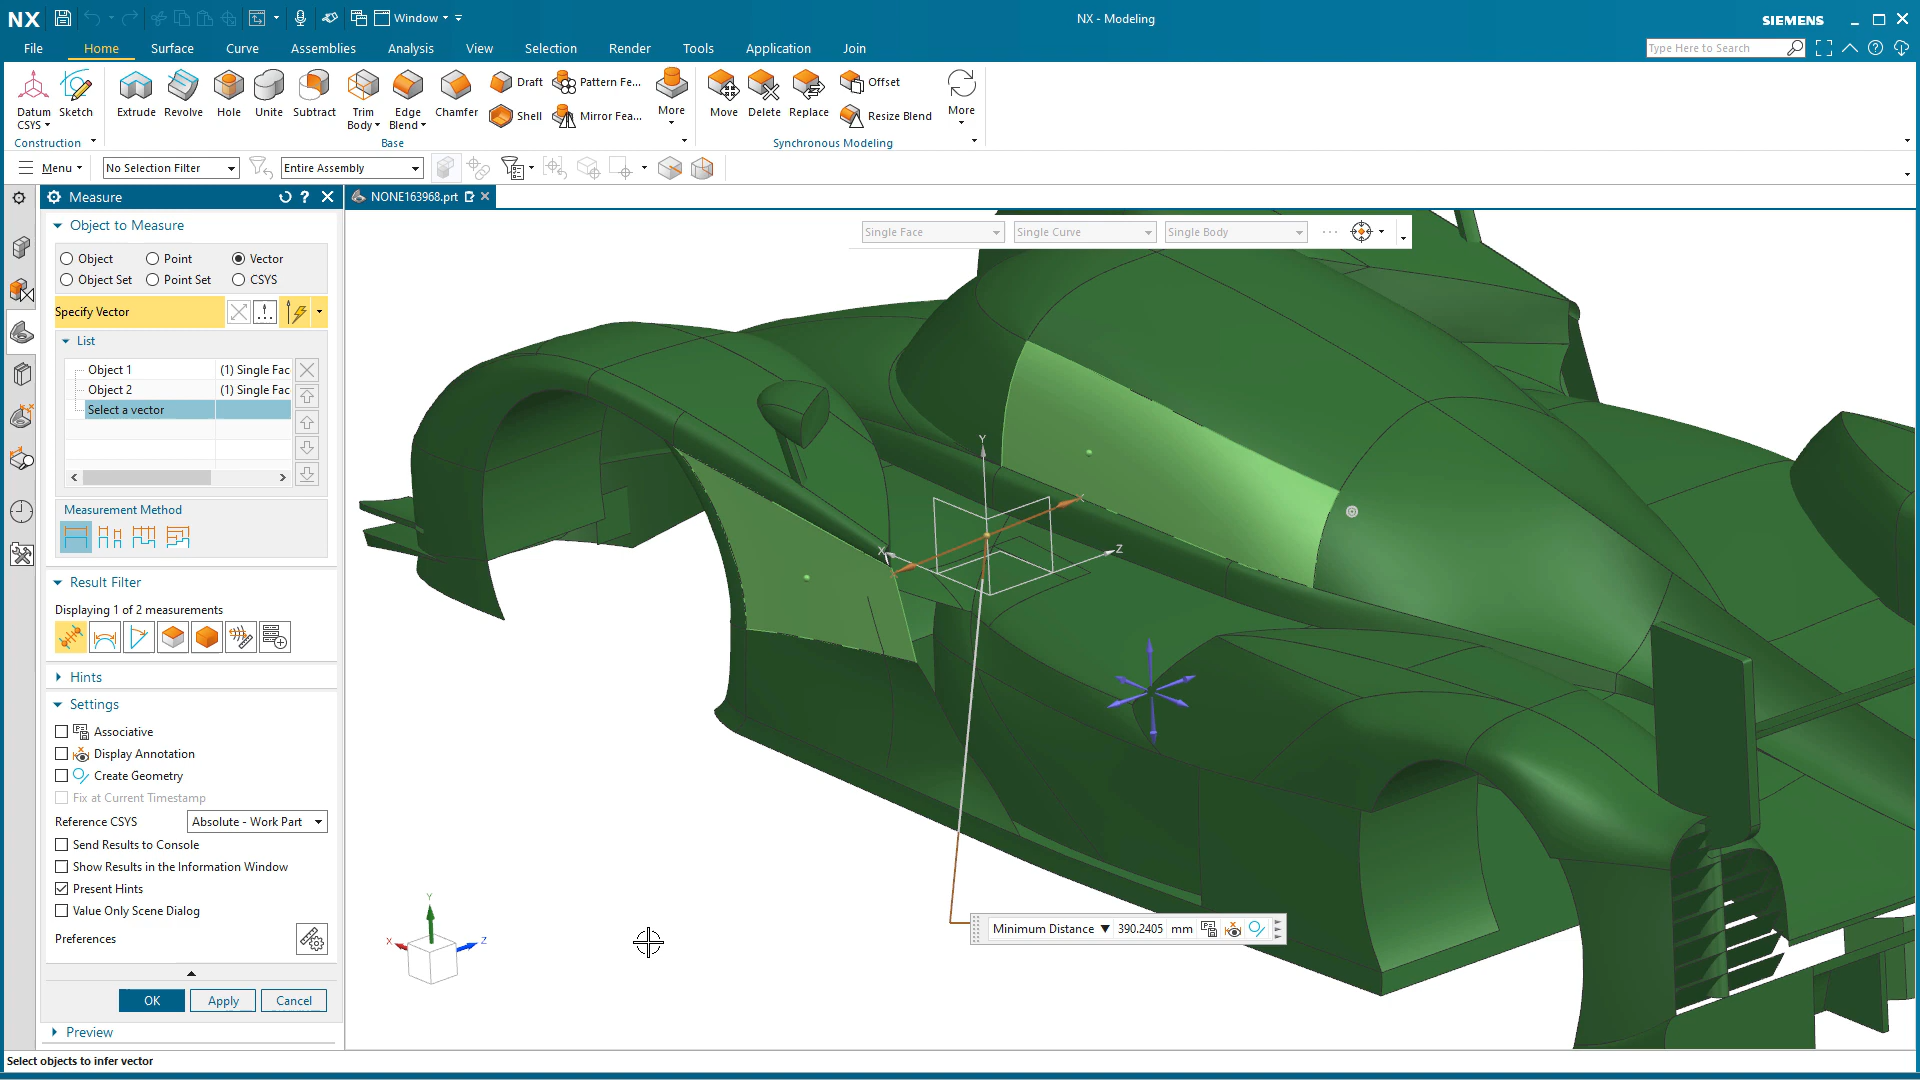 NX
Window
NX - Modeling
SIEMENS
File Home Surface Curve Assemblies Analysis View Selection Render Tools Application Join
Type Here to Search
Datum CSYS
Sketch
Construction
Extrude
Revolve
Hole
Unite
Subtract
Trim Body
Edge Blend
Chamfer
Draft
Shell
Pattern Fe...
Mirror Fea...
More
Base
Move
Delete
Replace
Offset
Resize Blend
More
Synchronous Modeling
Menu
No Selection Filter
Entire Assembly
Measure
NONE163968.prt
Single Face
Single Curve
Single Body
Object to Measure
Object Point Vector
Object Set Point Set CSYS
Specify Vector
List
Object 1 (1) Single Fac
Object 2 (1) Single Fac
Select a vector
Measurement Method
Result Filter
Displaying 1 of 2 measurements
Hints
Settings
Associative
Display Annotation
Create Geometry
Fix at Current Timestamp
Reference CSYS Absolute - Work Part
Send Results to Console
Show Results in the Information Window
Present Hints
Value Only Scene Dialog
Preferences
OK Apply Cancel
Preview
Select objects to infer vector
Y
X
X
Z
Y
X
Z
Minimum Distance 390.2405 mm